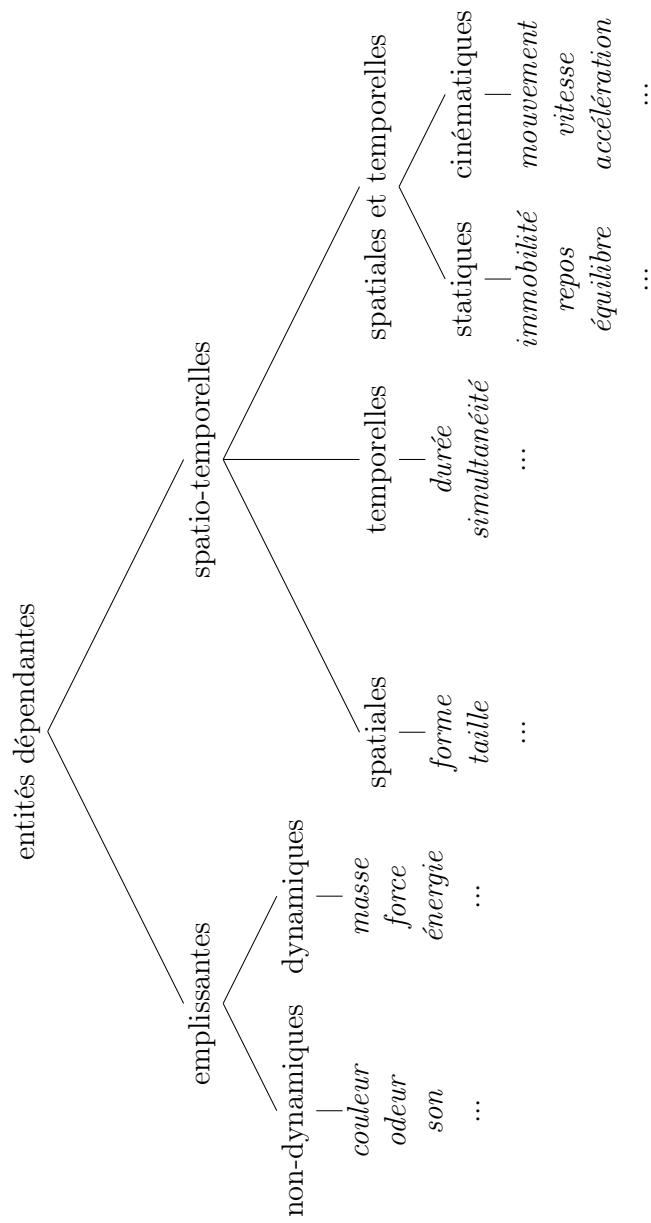 entités dépendantes
emplissantes
spatio-temporelles
non-dynamiques
dynamiques
spatiales
temporelles
spatiales et temporelles
couleur
odeur
son
...
masse
force
énergie
...
forme
taille
...
durée
simultanéité
...
statiques
cinématiques
immobilité
repos
équilibre
...
mouvement
vitesse
accélération
...